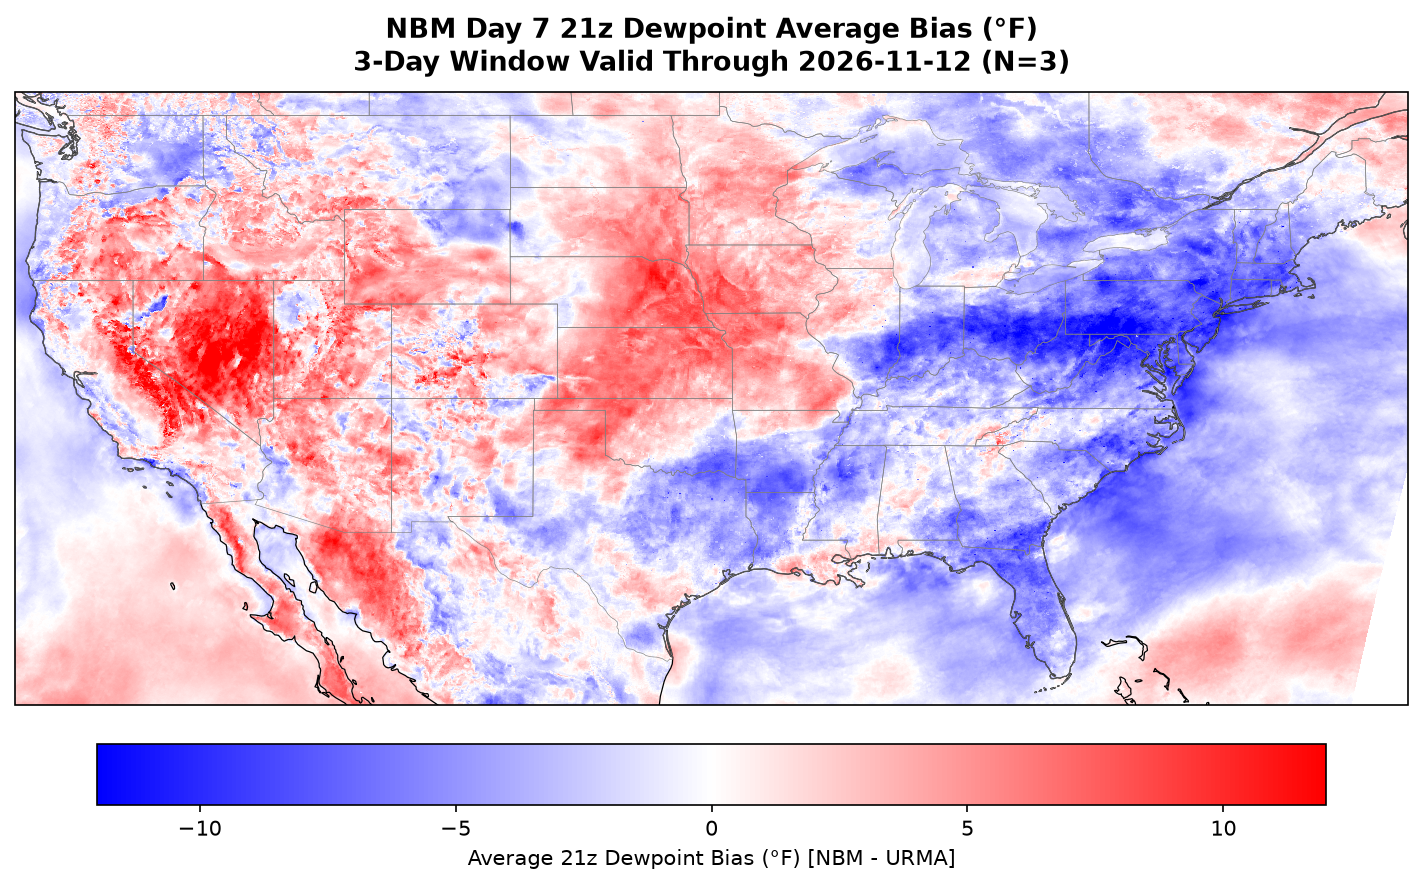 NBM Day 7 21z Dewpoint Average Bias (°F)
3-Day Window Valid Through 2026-11-12 (N=3)
−10 −5 0 5 10
Average 21z Dewpoint Bias (°F) [NBM - URMA]